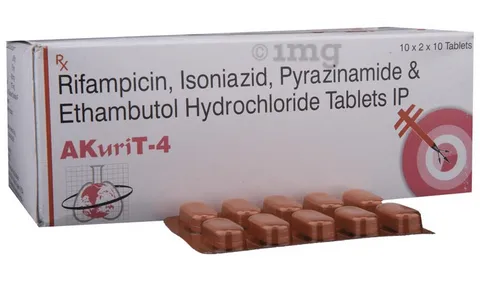 Rx
©1mg
10 x 2 x 10 Tablets
Rifampicin, Isoniazid, Pyrazinamide &
Ethambutol Hydrochloride Tablets IP
AKuriT-4